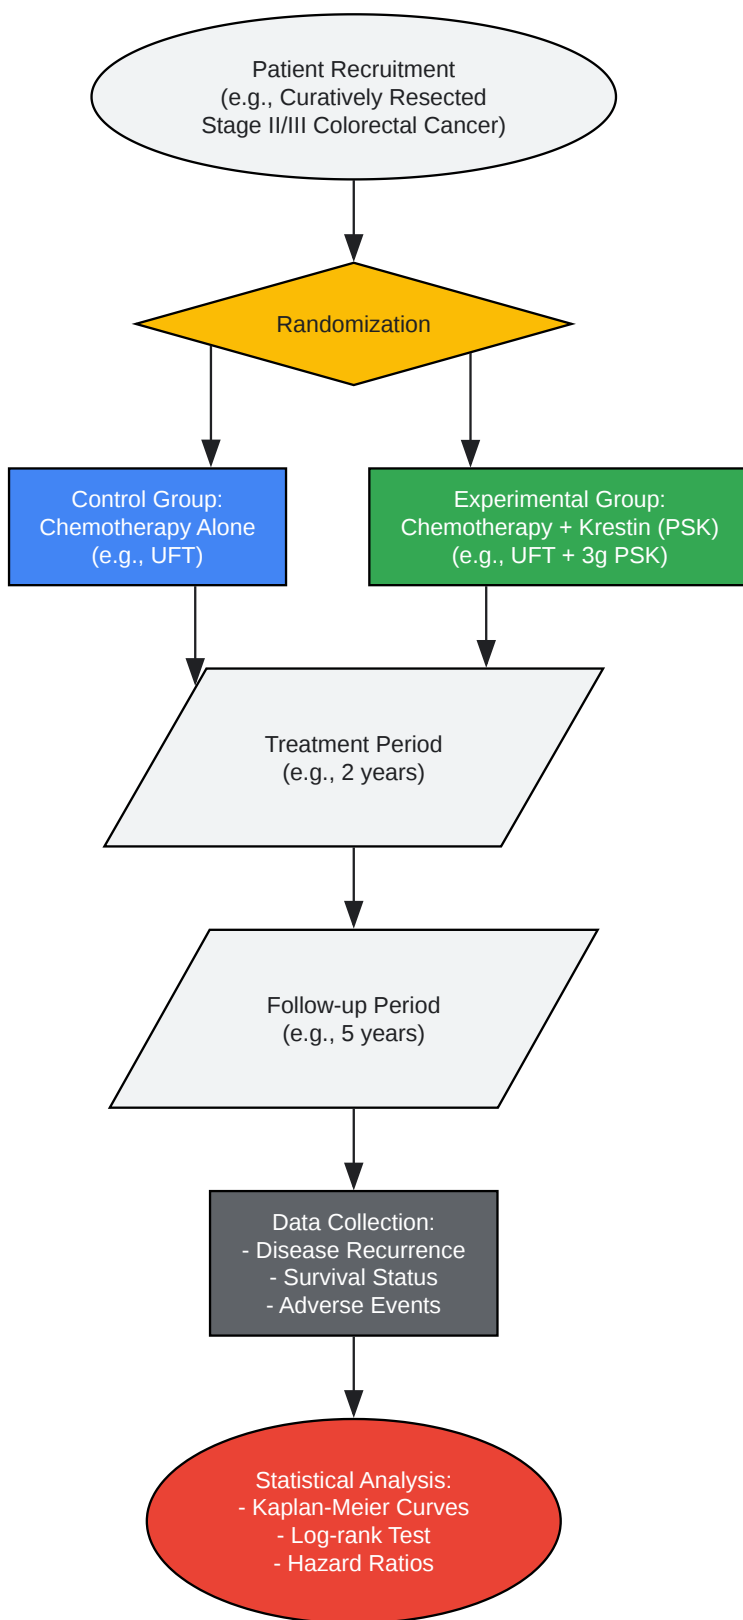 Patient Recruitment
(e.g., Curatively Resected
Stage II/III Colorectal Cancer)
Randomization
Control Group:
Chemotherapy Alone
(e.g., UFT)
Experimental Group:
Chemotherapy + Krestin (PSK)
(e.g., UFT + 3g PSK)
Treatment Period
(e.g., 2 years)
Follow-up Period
(e.g., 5 years)
Data Collection:
- Disease Recurrence
- Survival Status
- Adverse Events
Statistical Analysis:
- Kaplan-Meier Curves
- Log-rank Test
- Hazard Ratios